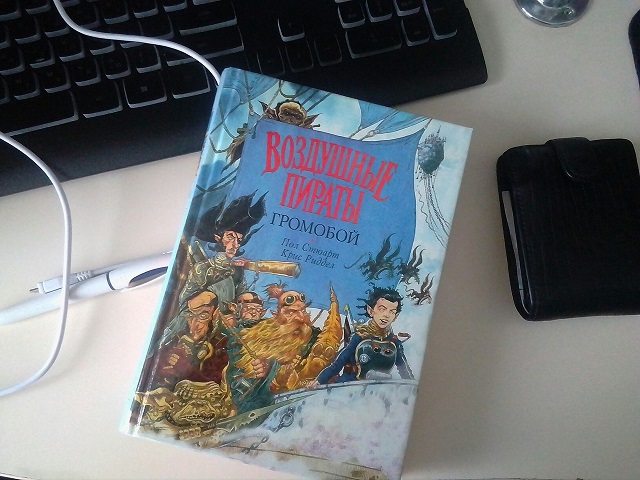 ВОЗДУШНЫЕ
ПИРАТЫ
ГРОМОБОЙ
Пол Стюарт
Крис Риддел